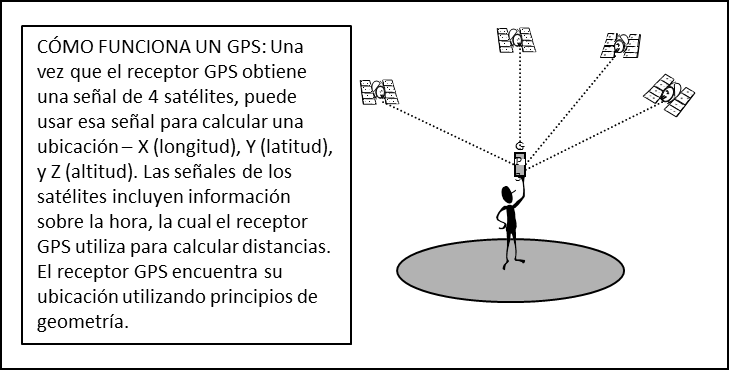 CÓMO FUNCIONA UN GPS: Una
vez que el receptor GPS obtiene
una señal de 4 satélites, puede
usar esa señal para calcular una
ubicación – X (longitud), Y (latitud),
y Z (altitud). Las señales de los
satélites incluyen información
sobre la hora, la cual el receptor
GPS utiliza para calcular distancias.
El receptor GPS encuentra su
ubicación utilizando principios de
geometría.
G
P
S